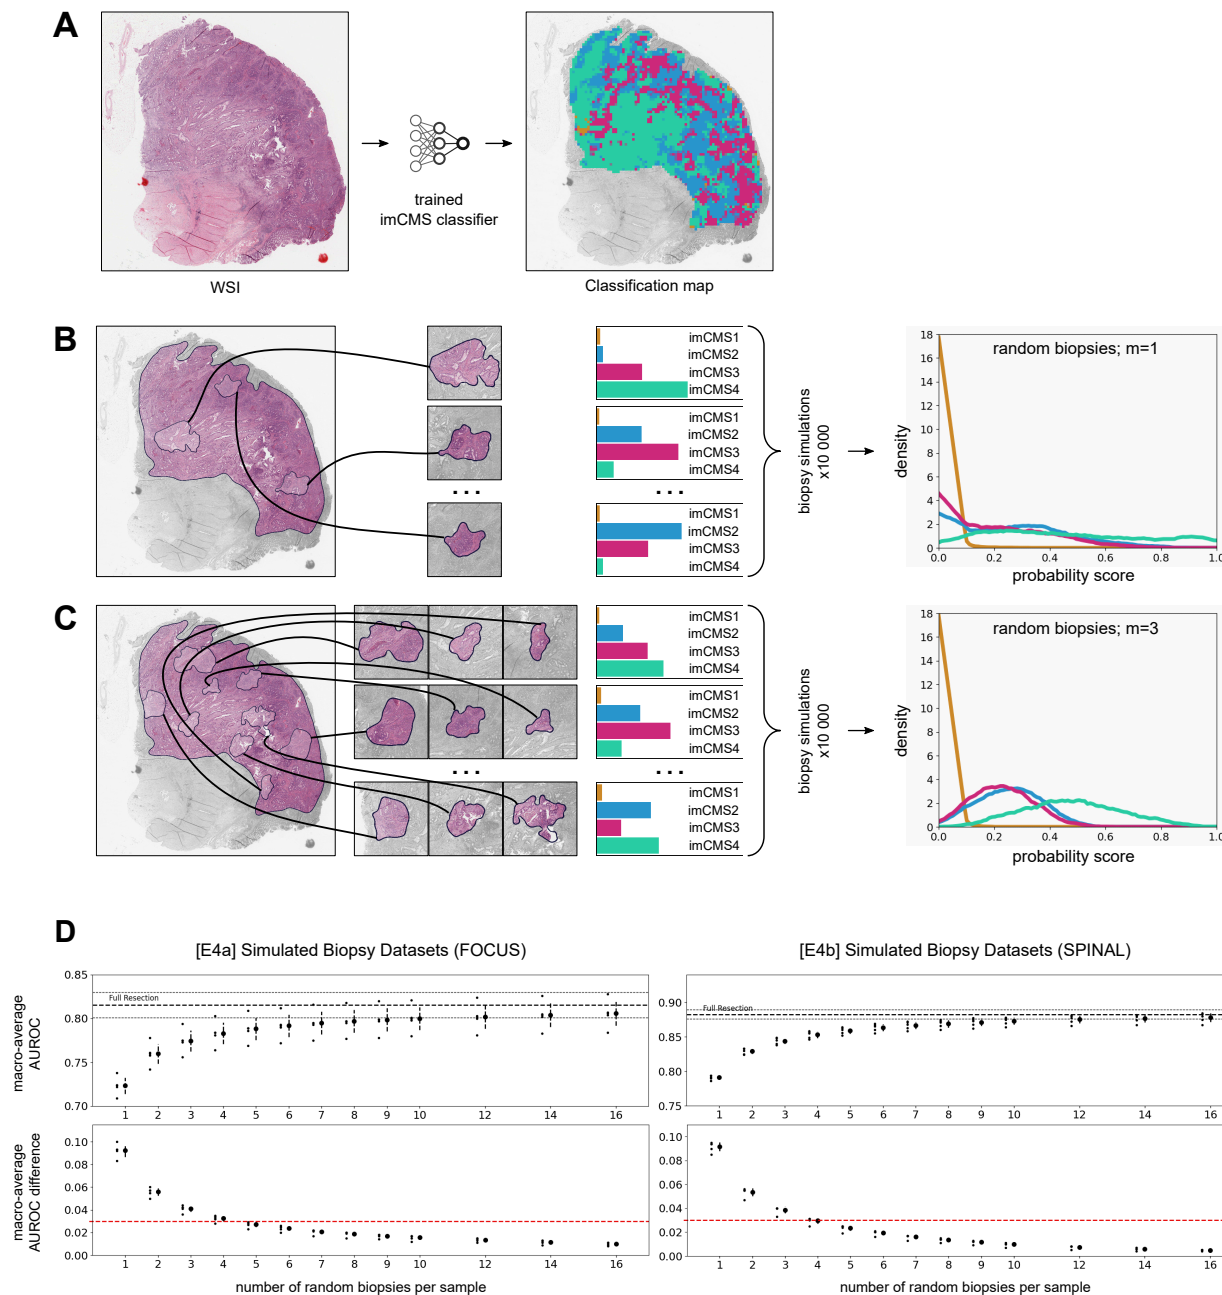 A
trained
imCMS classifier
WSI
Classification map
B
imCMS1
imCMS2
imCMS3
imCMS4
imCMS1
imCMS2
imCMS3
imCMS4
...
...
imCMS1
imCMS2
imCMS3
imCMS4
biopsy simulations
x10 000
random biopsies; m=1
density
18
16
14
12
10
8
6
4
2
0
0.0 0.2 0.4 0.6 0.8 1.0
probability score
C
imCMS1
imCMS2
imCMS3
imCMS4
imCMS1
imCMS2
imCMS3
imCMS4
...
...
imCMS1
imCMS2
imCMS3
imCMS4
biopsy simulations
x10 000
random biopsies; m=3
density
18
16
14
12
10
8
6
4
2
0
0.0 0.2 0.4 0.6 0.8 1.0
probability score
D
[E4a] Simulated Biopsy Datasets (FOCUS)
macro-average
AUROC
0.85
0.80
0.75
0.70
Full Resection
1 2 3 4 5 6 7 8 9 10 12 14 16
macro-average
AUROC difference
0.10
0.08
0.06
0.04
0.02
0.00
1 2 3 4 5 6 7 8 9 10 12 14 16
number of random biopsies per sample
[E4b] Simulated Biopsy Datasets (SPINAL)
0.90
0.85
0.80
0.75
Full Resection
1 2 3 4 5 6 7 8 9 10 12 14 16
0.10
0.08
0.06
0.04
0.02
0.00
1 2 3 4 5 6 7 8 9 10 12 14 16
number of random biopsies per sample